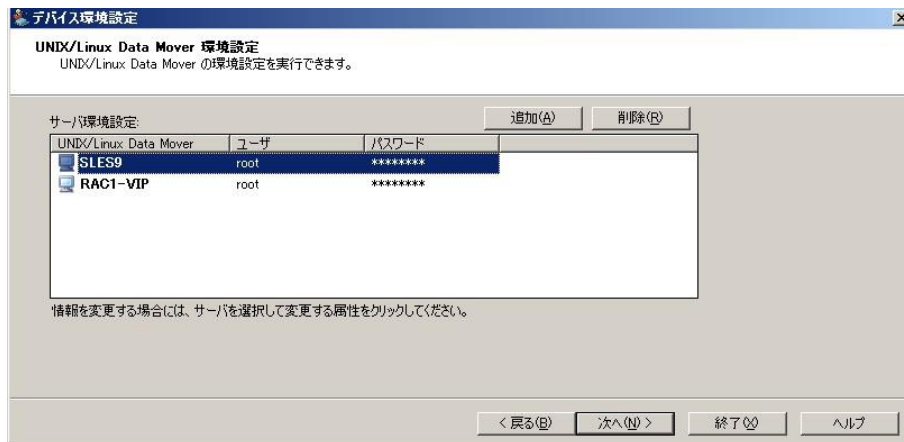 デバイス環境設定
UNIX/Linux Data Mover 環境設定
UNIX/Linux Data Mover の環境設定を実行できます。
サーバ環境設定: 追加(A) 削除(R)
UNIX/Linux Data Mover ユーザ パスワード
SLES9 root ********
RAC1-VIP root ********
情報を変更する場合には、サーバを選択して変更する属性をクリックしてください。
< 戻る(B) 次へ(N) > 終了(X) ヘルプ